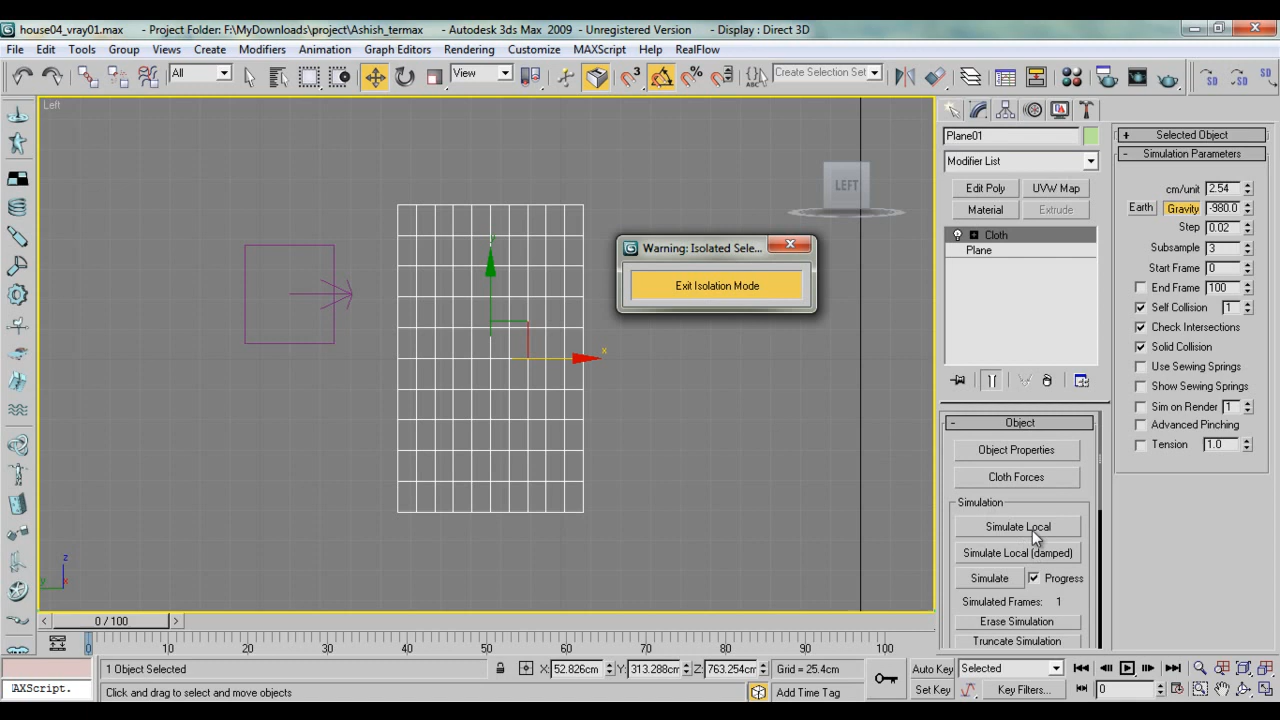 house04_vray01.max - Project Folder: F:\MyDownloads\project\Ashish_termax - Autodesk 3ds Max 2009 - Unregistered Version - Display : Direct 3D
File Edit Tools Group Views Create Modifiers Animation Graph Editors Rendering Customize MAXScript Help RealFlow
All View 3 Create Selection Set
Left
LEFT
Warning: Isolated Sele...
Exit Isolation Mode
y
x
z
y
x
Plane01
Modifier List
Edit Poly UVW Map
Material Extrude
Cloth
Plane
Object
Object Properties
Cloth Forces
Simulation
Simulate Local
Simulate Local (damped)
Simulate Progress
Simulated Frames: 1
Erase Simulation
Truncate Simulation
Selected Object
Simulation Parameters
cm/unit 2.54
Earth Gravity -980.0
Step 0.02
Subsample 3
Start Frame 0
End Frame 100
Self Collision 1
Check Intersections
Solid Collision
Use Sewing Springs
Show Sewing Springs
Sim on Render 1
Advanced Pinching
Tension 1.0
0 / 100
0 10 20 30 40 50 60 70 80 90 100
1 Object Selected X: 52.826cm Y: 313.288cm Z: 763.254cm Grid = 25.4cm Auto Key Selected
AXScript. Click and drag to select and move objects Add Time Tag Set Key Key Filters... 0